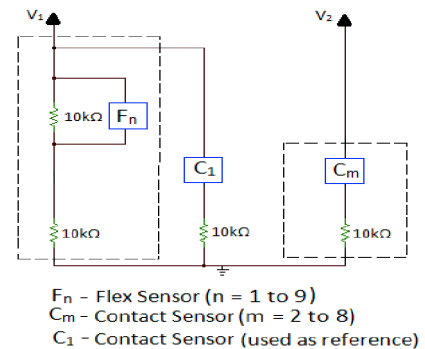 V1
V2
10kΩ
Fn
C1
Cm
10kΩ
10kΩ
10kΩ
Fn - Flex Sensor (n = 1 to 9)
Cm - Contact Sensor (m = 2 to 8)
C1 - Contact Sensor (used as reference)